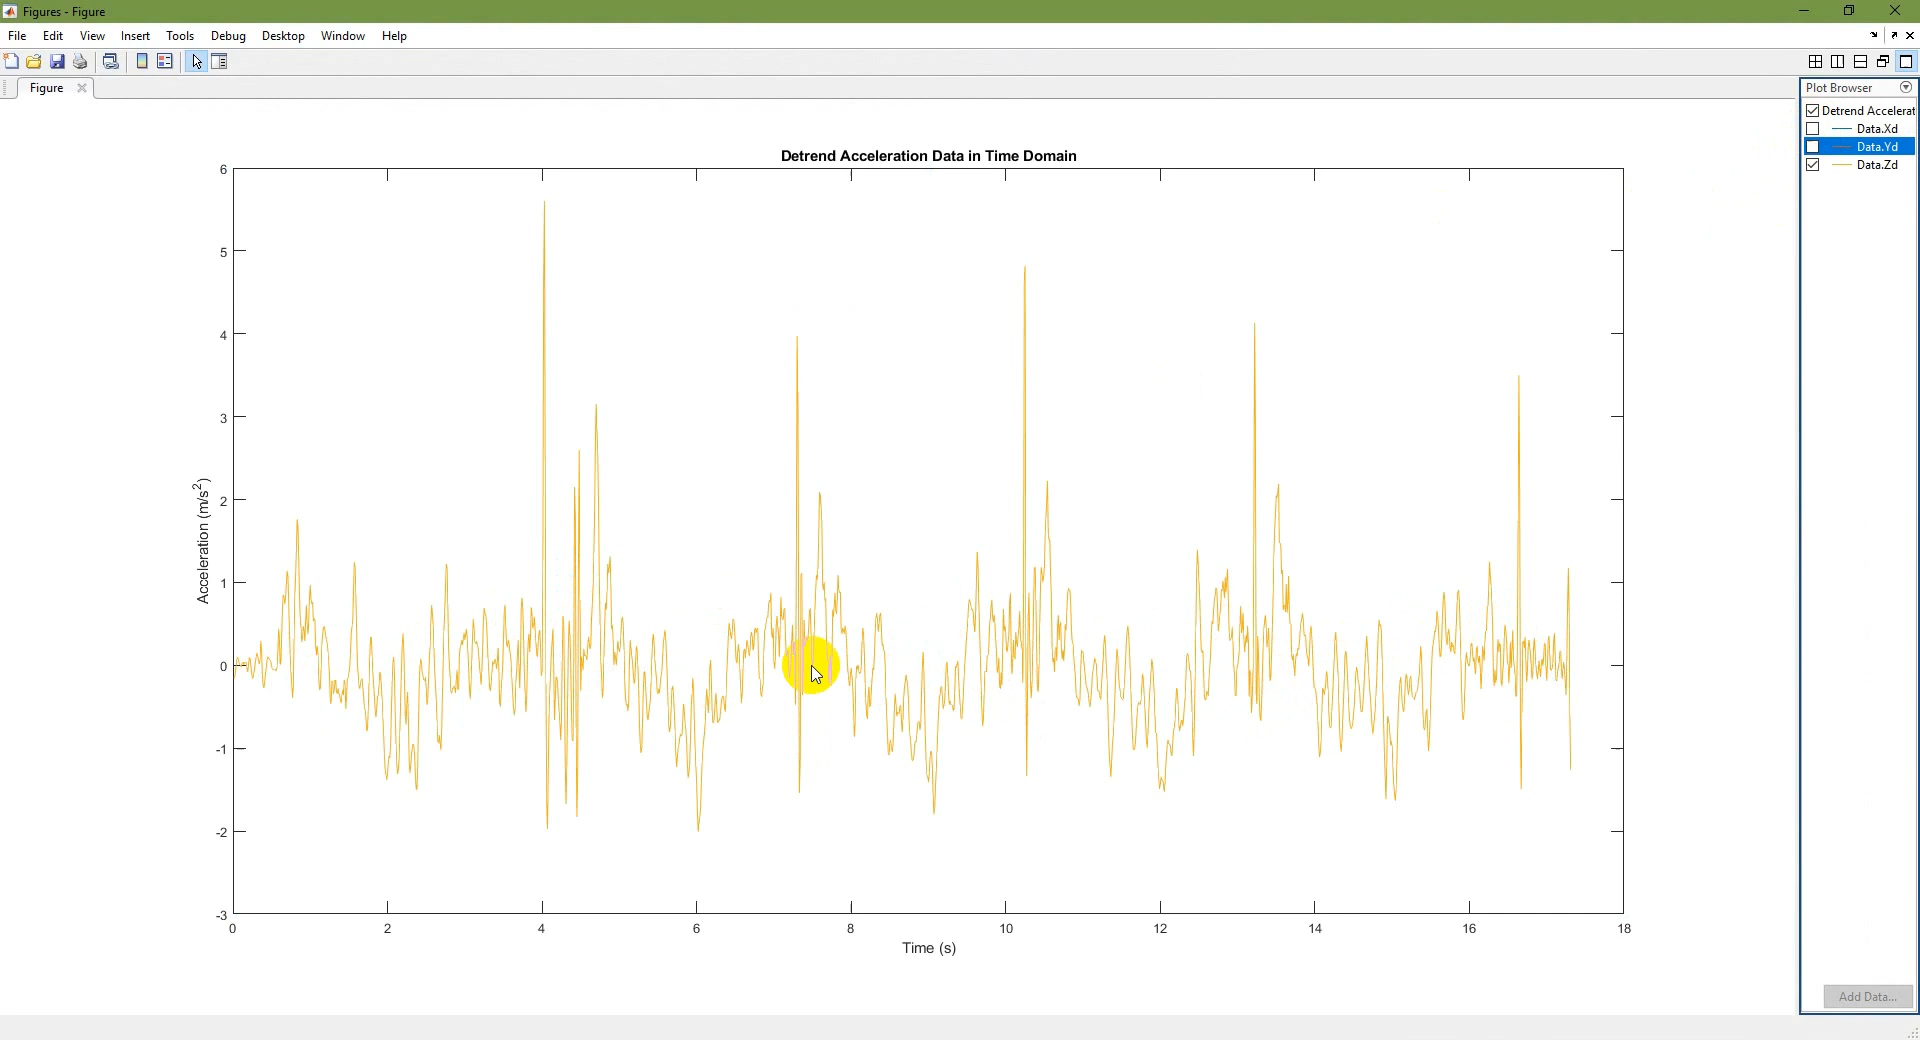 Figures - Figure
File Edit View Insert Tools Debug Desktop Window Help
Figure
Plot Browser
Detrend Accelerat
Data.Xd
Data.Yd
Data.Zd
Detrend Acceleration Data in Time Domain
6
5
4
3
2
1
0
-1
-2
-3
Acceleration (m/s²)
0 2 4 6 8 10 12 14 16 18
Time (s)
Add Data...